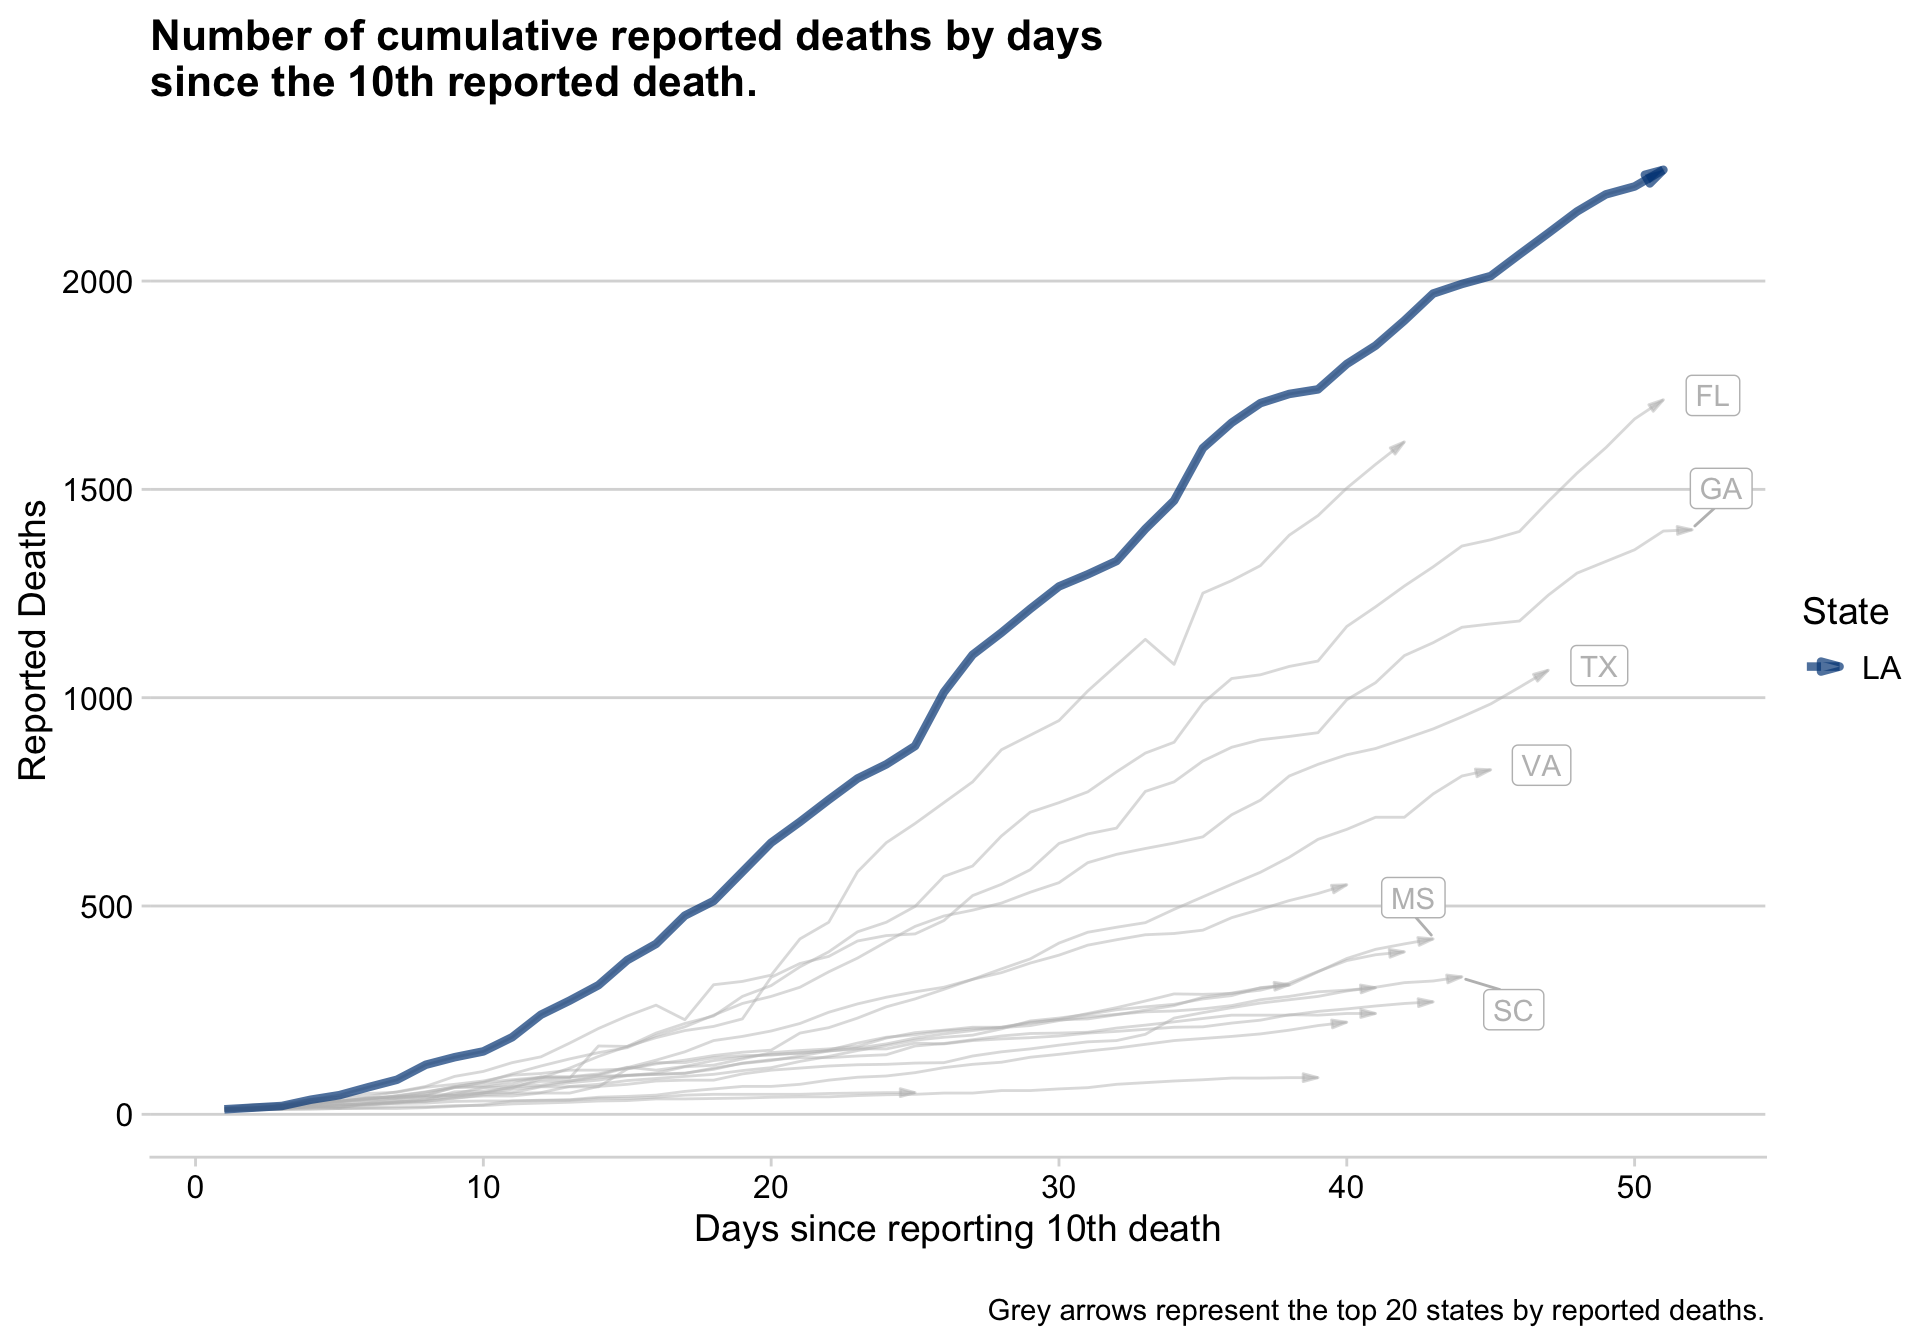 Number of cumulative reported deaths by days
since the 10th reported death.
2000
1500
1000
500
0
Reported Deaths
FL
GA
TX
VA
MS
SC
State
LA
0 10 20 30 40 50
Days since reporting 10th death
Grey arrows represent the top 20 states by reported deaths.